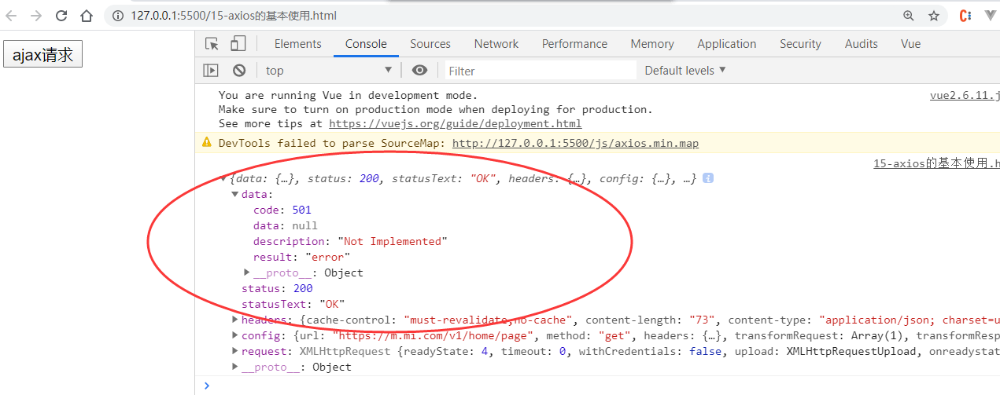 127.0.0.1:5500/15-axios的基本使用.html
ajax请求
Elements Console Sources Network Performance Memory Application Security Audits Vue
top Filter Default levels
You are running Vue in development mode. vue2.6.11.j
Make sure to turn on production mode when deploying for production.
See more tips at https://vuejs.org/guide/deployment.html
DevTools failed to parse SourceMap: http://127.0.0.1:5500/js/axios.min.map
15-axios的基本使用.h
{data: {…}, status: 200, statusText: "OK", headers: {…}, config: {…}, …}
data:
code: 501
data: null
description: "Not Implemented"
result: "error"
__proto__: Object
status: 200
statusText: "OK"
headers: {cache-control: "must-revalidate,no-cache", content-length: "73", content-type: "application/json; charset=u
config: {url: "https://m.mi.com/v1/home/page", method: "get", headers: {…}, transformRequest: Array(1), transformResp
request: XMLHttpRequest {readyState: 4, timeout: 0, withCredentials: false, upload: XMLHttpRequestUpload, onreadystat
__proto__: Object